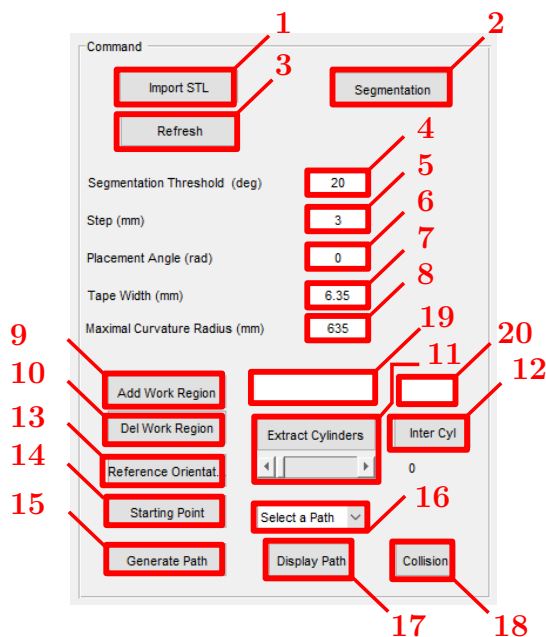 1
2
Command
3
Import STL
Segmentation
Refresh
4
Segmentation Threshold (deg) 20
5
Step (mm) 3
6
Placement Angle (rad) 0
7
Tape Width (mm) 6.35
8
Maximal Curvature Radius (mm) 635
9
19
11
20
10
Add Work Region
12
13
Del Work Region
Extract Cylinders
Inter Cyl
14
Reference Orientat...
0
15
Starting Point
Select a Path
16
Generate Path
Display Path
Collision
17
18